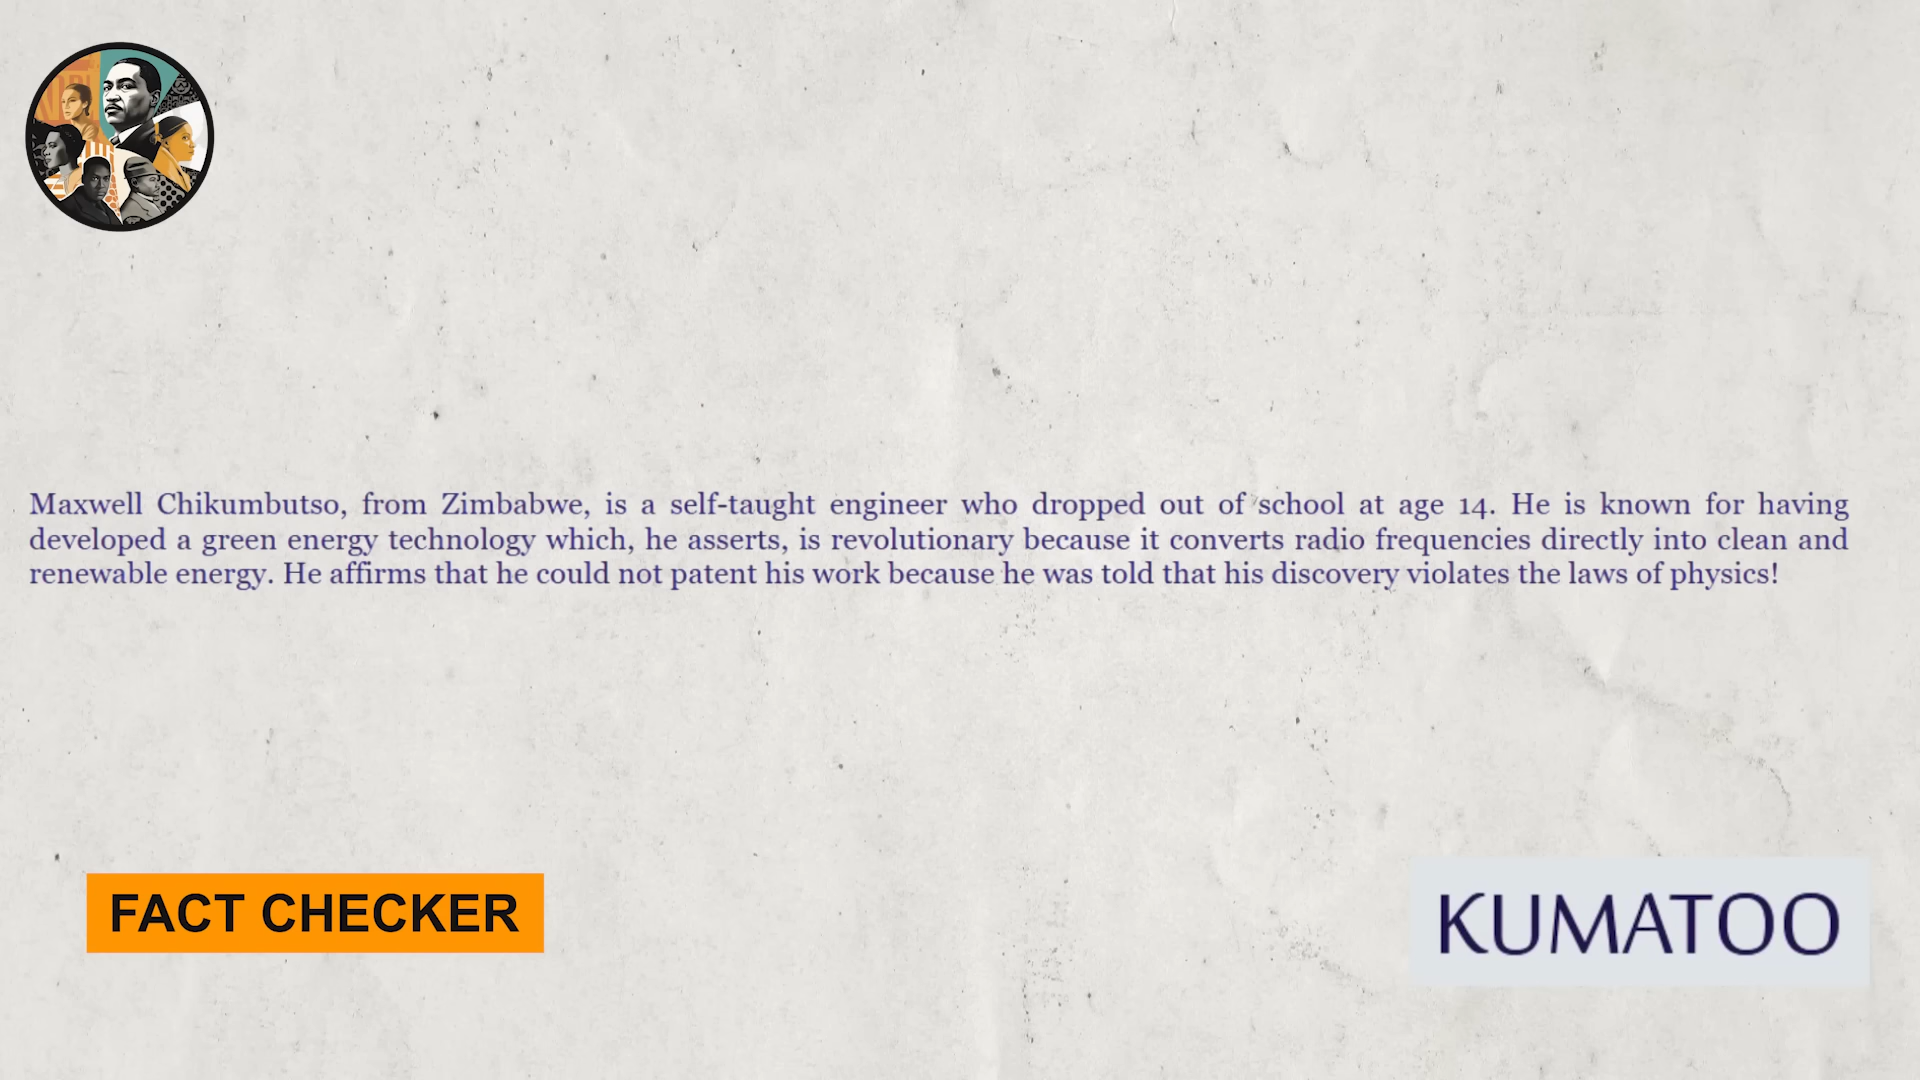 Maxwell Chikumbutso, from Zimbabwe, is a self-taught engineer who dropped out of school at age 14. He is known for having
developed a green energy technology which, he asserts, is revolutionary because it converts radio frequencies directly into clean and
renewable energy. He affirms that he could not patent his work because he was told that his discovery violates the laws of physics!
FACT CHECKER
KUMATOO